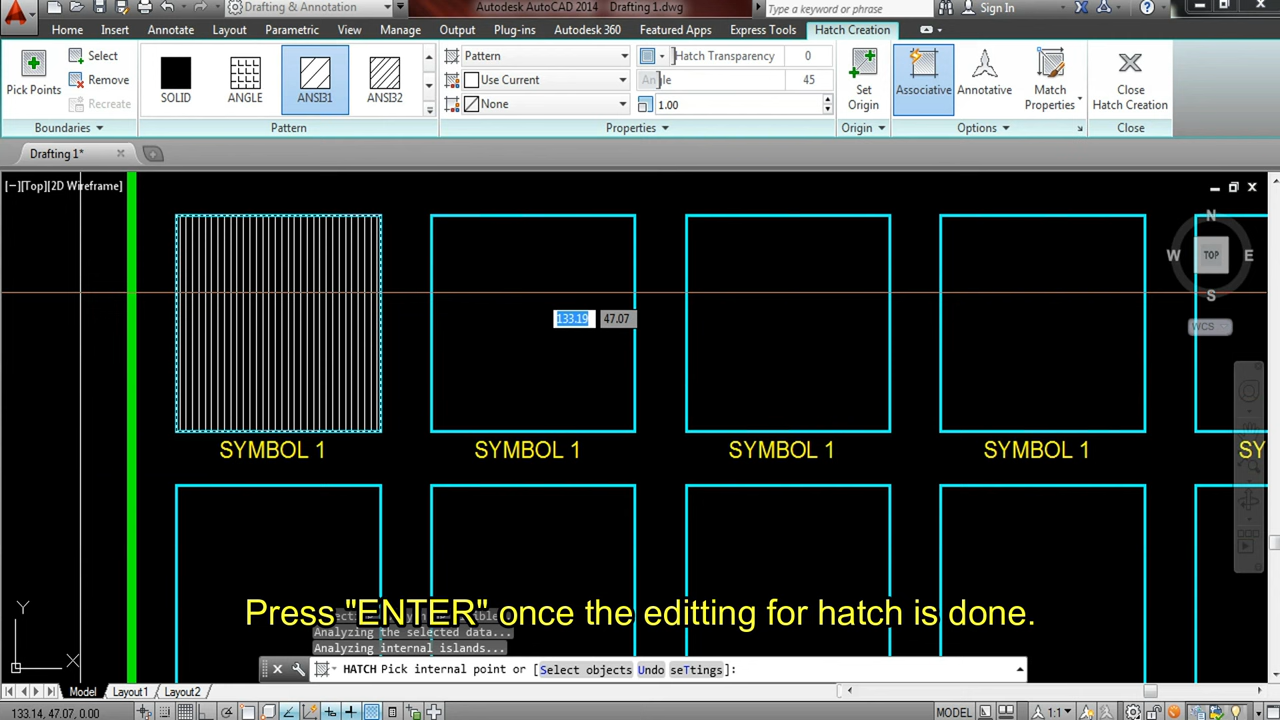 Drafting & Annotation
Autodesk AutoCAD 2014 Drafting 1.dwg
Type a keyword or phrase
Sign In
Home Insert Annotate Layout Parametric View Manage Output Plug-ins Autodesk 360 Featured Apps Express Tools Hatch Creation
Pick Points
Select
Remove
Recreate
Boundaries
SOLID
ANGLE
ANSI31
ANSI32
Pattern
Pattern
Use Current
None
Hatch Transparency 0
Angle 45
1.00
Properties
Set
Origin
Origin
Associative
Annotative
Match
Properties
Options
Close
Hatch Creation
Close
Drafting 1*
[−][Top][2D Wireframe]
N
W TOP E
S
WCS
133.19 47.07
SYMBOL 1 SYMBOL 1 SYMBOL 1 SYMBOL 1 SY
Press "ENTER" once the editting for hatch is done.
Analyzing the selected data...
Analyzing internal islands...
Y
X
HATCH Pick internal point or [Select objects Undo seTtings]:
Model Layout1 Layout2
133.14, 47.07, 0.00
MODEL
1:1